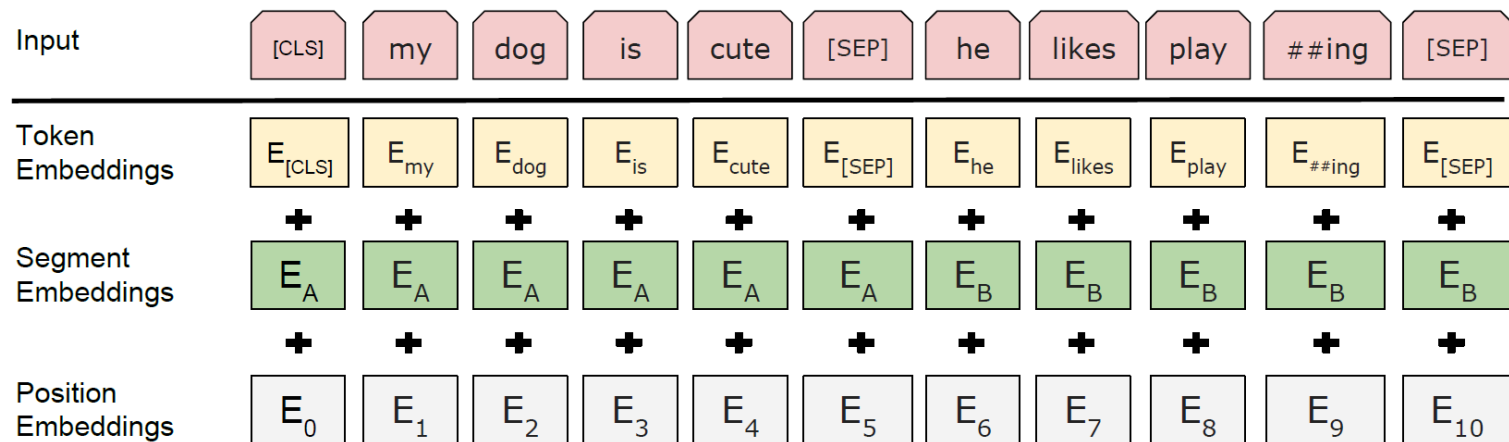 Input [CLS] my dog is cute [SEP] he likes play ##ing [SEP]
Token
Embeddings
E[CLS] Emy Edog Eis Ecute E[SEP] Ehe Elikes Eplay E##ing E[SEP]
+ + + + + + + + + + +
Segment
Embeddings
EA EA EA EA EA EA EB EB EB EB EB
+ + + + + + + + + + +
Position
Embeddings
E0 E1 E2 E3 E4 E5 E6 E7 E8 E9 E10